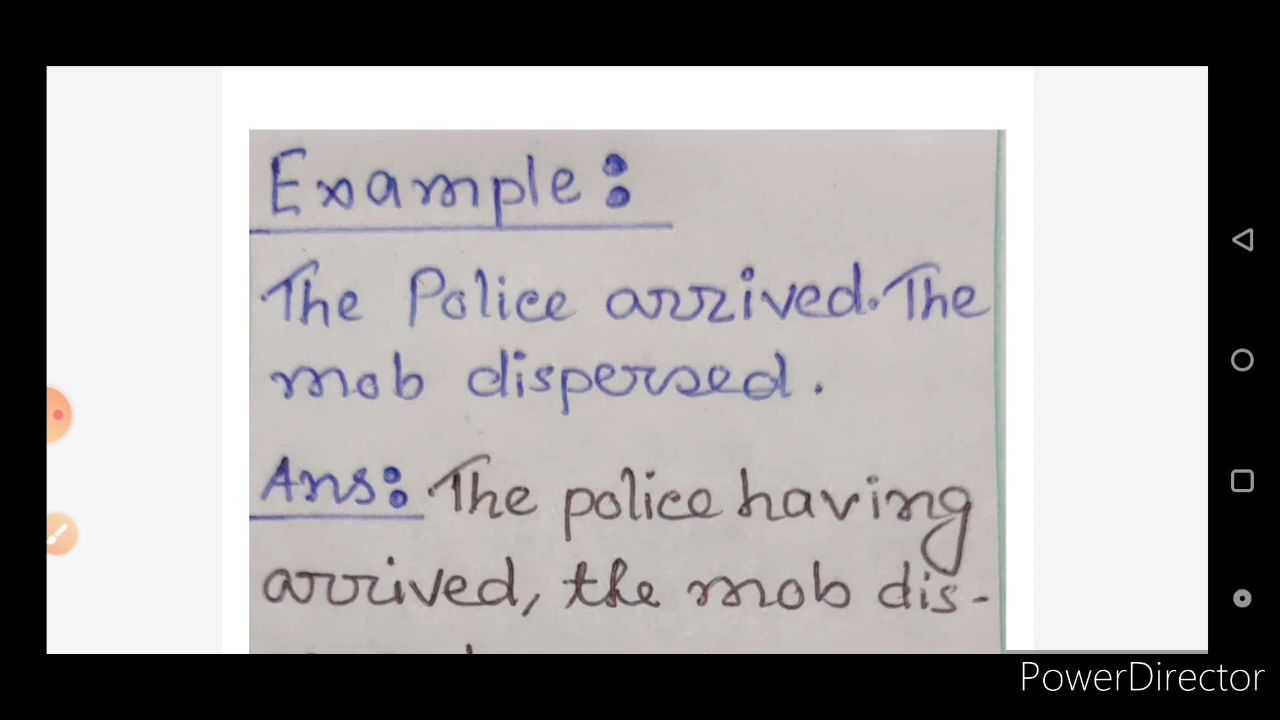 Example:
The Police arrived. The
mob dispersed.
Ans: The police having
arrived, the mob dis-
PowerDirector